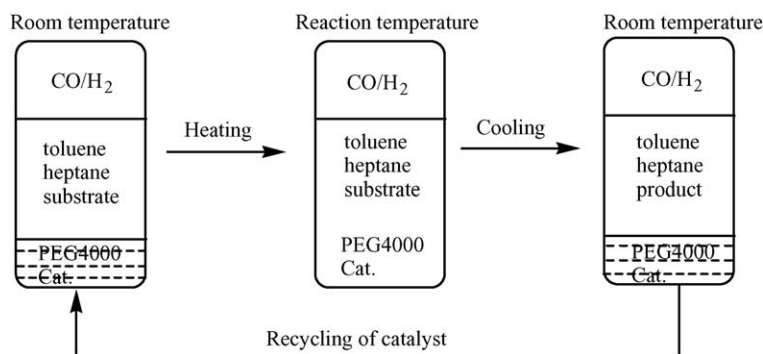 Room temperature
Reaction temperature
Room temperature
CO/H₂
CO/H₂
CO/H₂
Heating
Cooling
toluene
heptane
substrate
toluene
heptane
substrate
toluene
heptane
product
PEG4000
Cat.
PEG4000
Cat.
PEG4000
Cat.
Recycling of catalyst